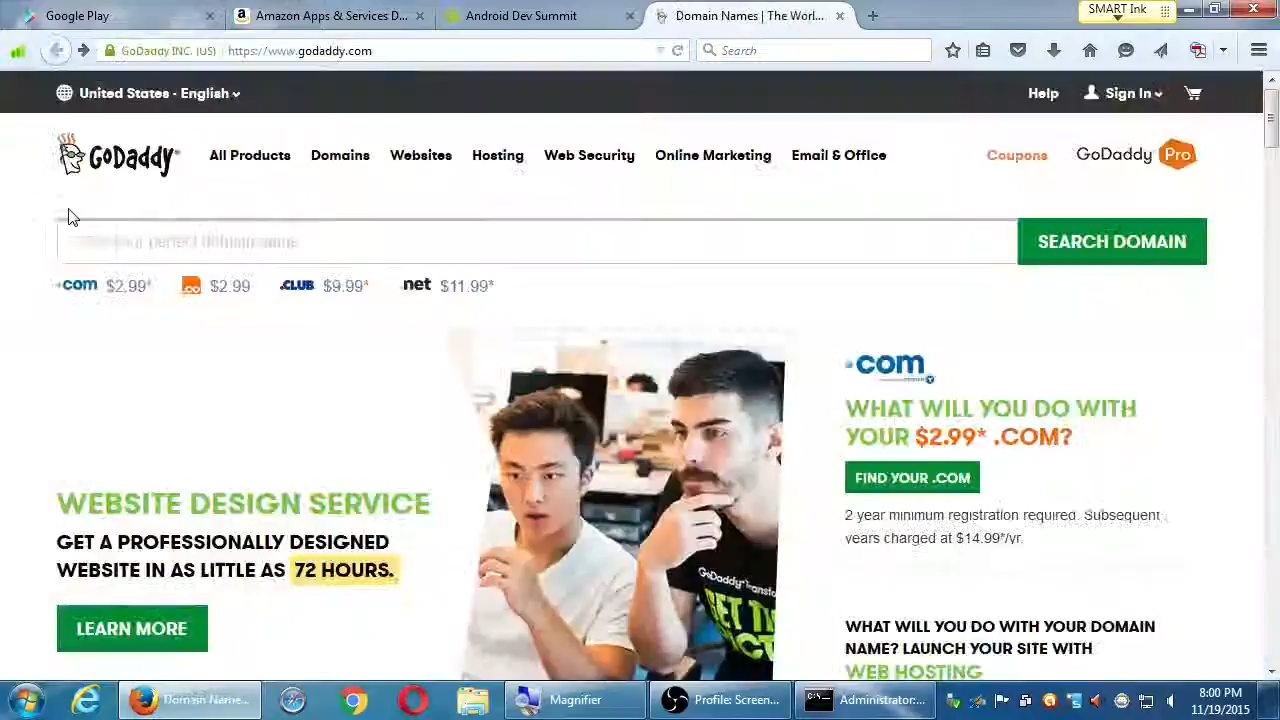 Google Play
Amazon Apps & Services D...
Android Dev Summit
Domain Names | The Worl...
SMART Ink
GoDaddy INC. (US)
https://www.godaddy.com
Search
United States - English
Help
Sign In
GoDaddy
All Products
Domains
Websites
Hosting
Web Security
Online Marketing
Email & Office
Coupons
GoDaddy Pro
your perfect domain name
SEARCH DOMAIN
.com $2.99*
.co $2.99
.CLUB $9.99*
.net $11.99*
WEBSITE DESIGN SERVICE
GET A PROFESSIONALLY DESIGNED
WEBSITE IN AS LITTLE AS 72 HOURS.
LEARN MORE
.com
WHAT WILL YOU DO WITH
YOUR $2.99* .COM?
FIND YOUR .COM
2 year minimum registration required. Subsequent
years charged at $14.99*/yr.
WHAT WILL YOU DO WITH YOUR DOMAIN
NAME? LAUNCH YOUR SITE WITH
WEB HOSTING
Domain Name...
Magnifier
Profile: Screen...
Administrator:...
8:00 PM
11/19/2015